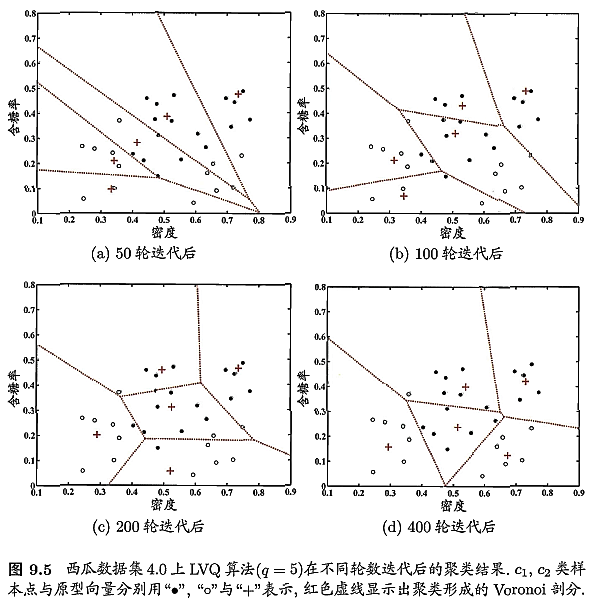 0.8
0.7
0.6
0.5
0.4
0.3
0.2
0.1
0
含糖率
0.1 0.2 0.3 0.4 0.5 0.6 0.7 0.8 0.9
密度
(a) 50 轮迭代后
0.8
0.7
0.6
0.5
0.4
0.3
0.2
0.1
0
含糖率
0.1 0.2 0.3 0.4 0.5 0.6 0.7 0.8 0.9
密度
(b) 100 轮迭代后
0.8
0.7
0.6
0.5
0.4
0.3
0.2
0.1
0
含糖率
0.1 0.2 0.3 0.4 0.5 0.6 0.7 0.8 0.9
密度
(c) 200 轮迭代后
0.8
0.7
0.6
0.5
0.4
0.3
0.2
0.1
0
含糖率
0.1 0.2 0.3 0.4 0.5 0.6 0.7 0.8 0.9
密度
(d) 400 轮迭代后
图 9.5 西瓜数据集 4.0 上 LVQ 算法(q = 5)在不同轮数迭代后的聚类结果. c₁, c₂ 类样
本点与原型向量分别用“●”, “○”与“+”表示, 红色虚线显示出聚类形成的 Voronoi 剖分.